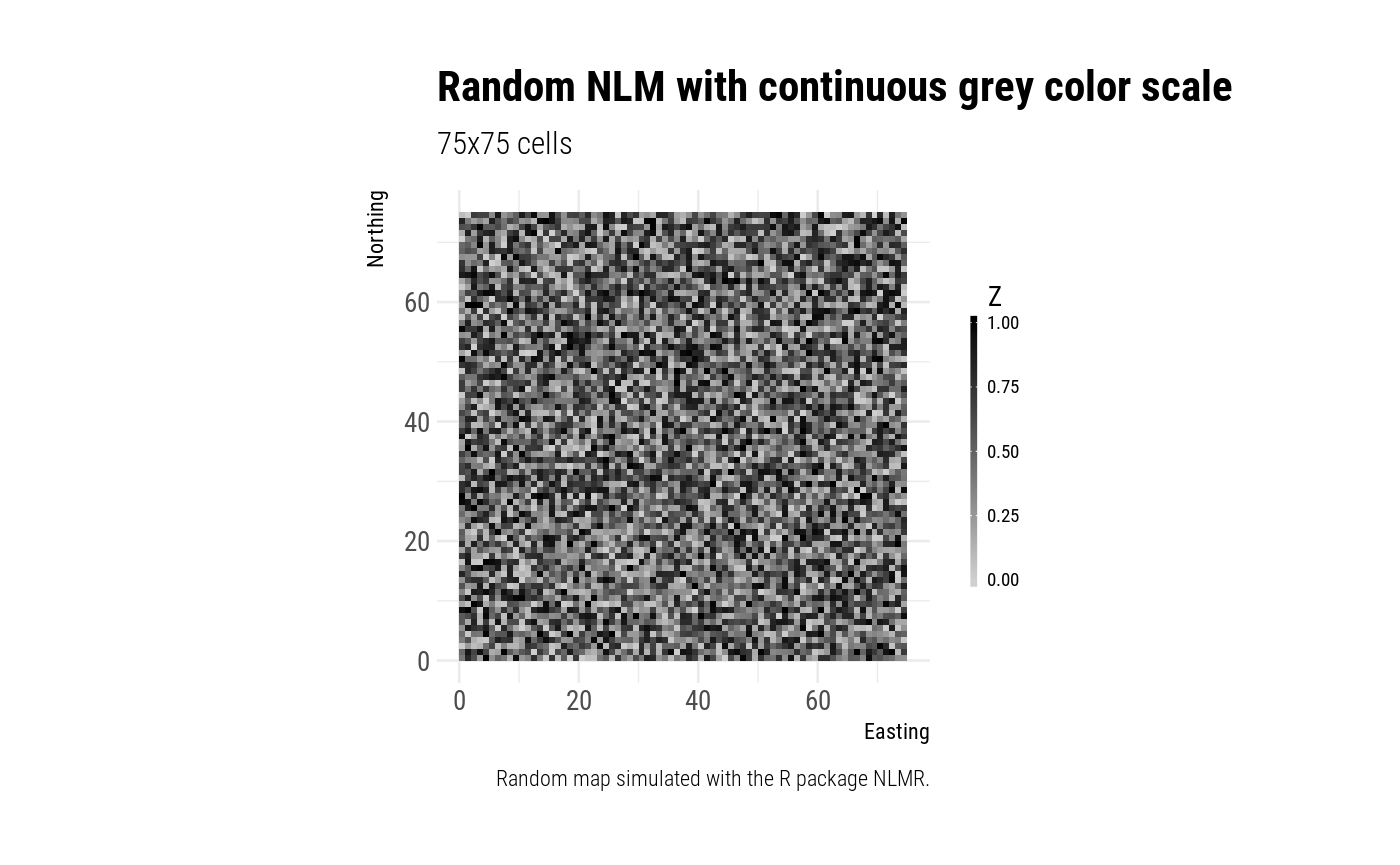 Random NLM with continuous grey color scale
75x75 cells
Northing
60
40
20
0
0 20 40 60
Easting
Z
1.00
0.75
0.50
0.25
0.00
Random map simulated with the R package NLMR.